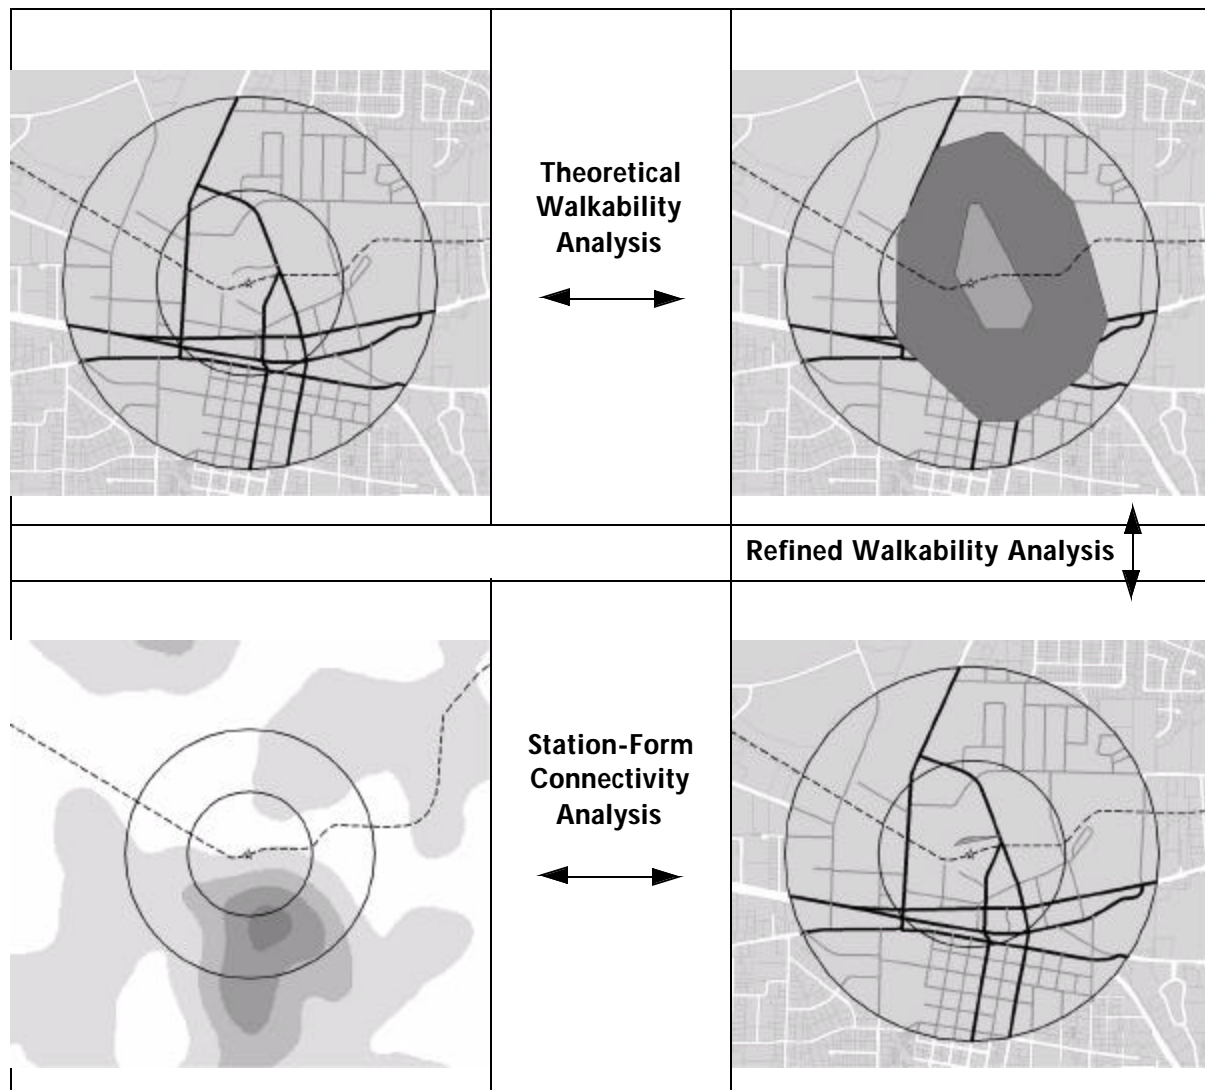 Theoretical
Walkability
Analysis
Refined Walkability Analysis
Station-Form
Connectivity
Analysis